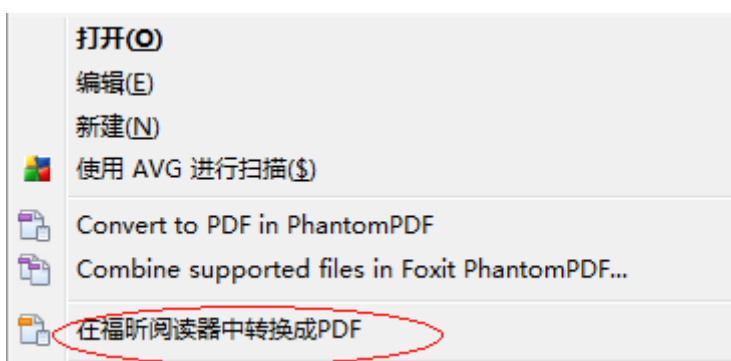 打开(O)
编辑(E)
新建(N)
使用 AVG 进行扫描($)
Convert to PDF in PhantomPDF
Combine supported files in Foxit PhantomPDF...
在福昕阅读器中转换成PDF